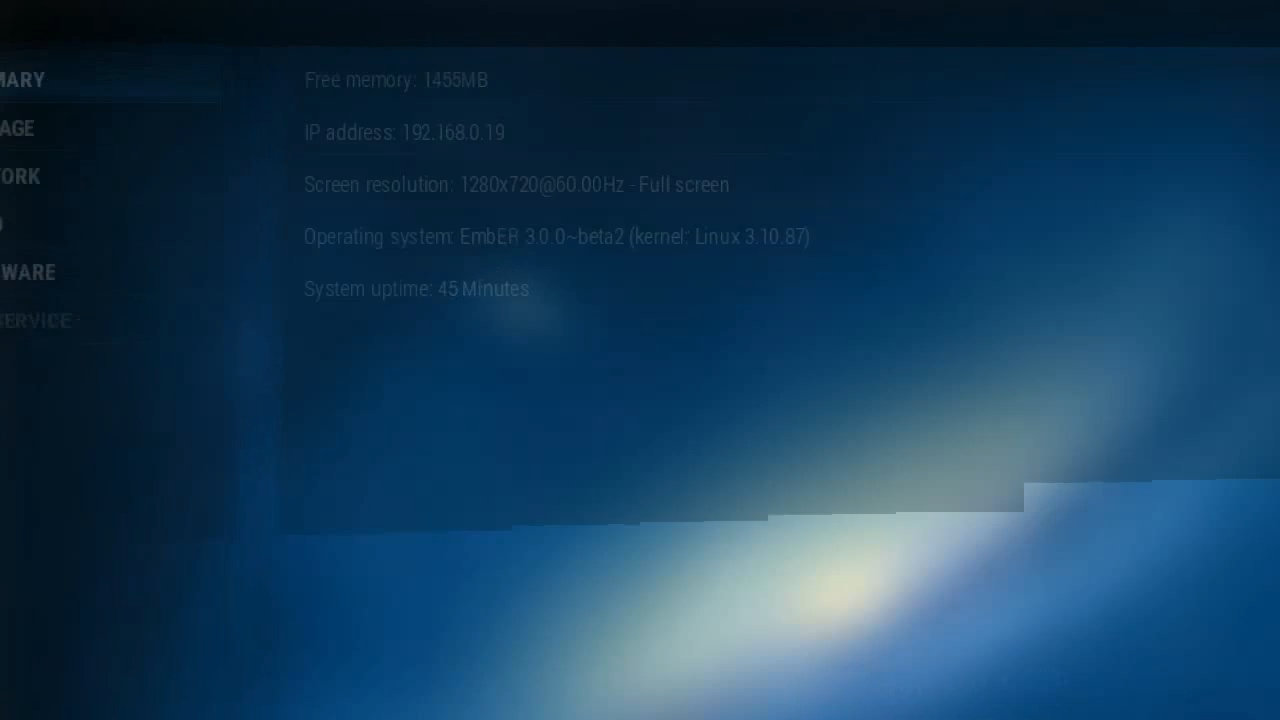 MARY
Free memory: 1455MB
AGE
IP address: 192.168.0.19
ORK
Screen resolution: 1280x720@60.00Hz - Full screen
Operating system: EmbER 3.0.0~beta2 (kernel: Linux 3.10.87)
WARE
System uptime: 45 Minutes
ERVICE